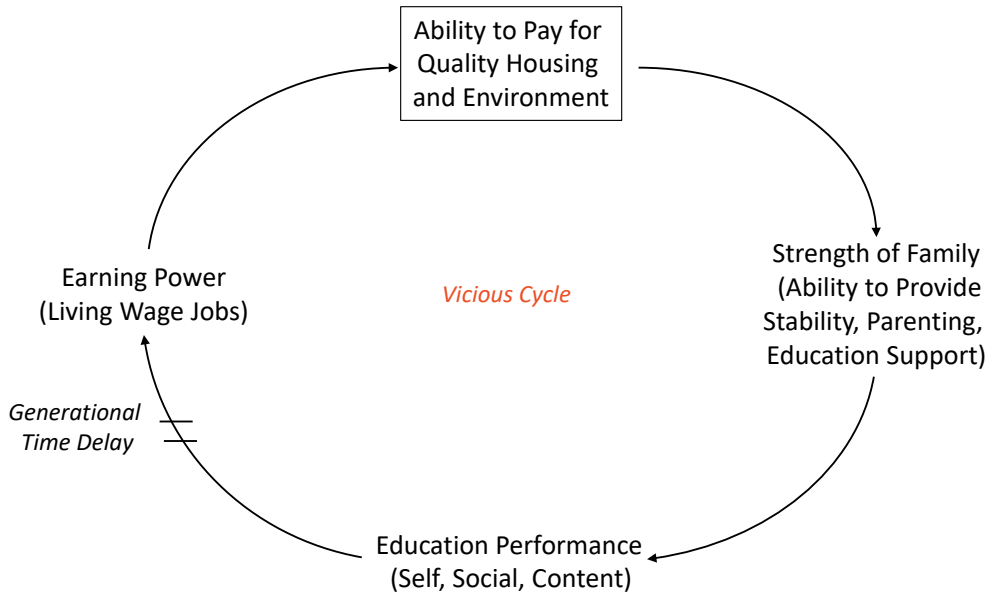 Ability to Pay for
Quality Housing
and Environment
Strength of Family
(Ability to Provide
Stability, Parenting,
Education Support)
Earning Power
(Living Wage Jobs)
Vicious Cycle
Generational
Time Delay
Education Performance
(Self, Social, Content)